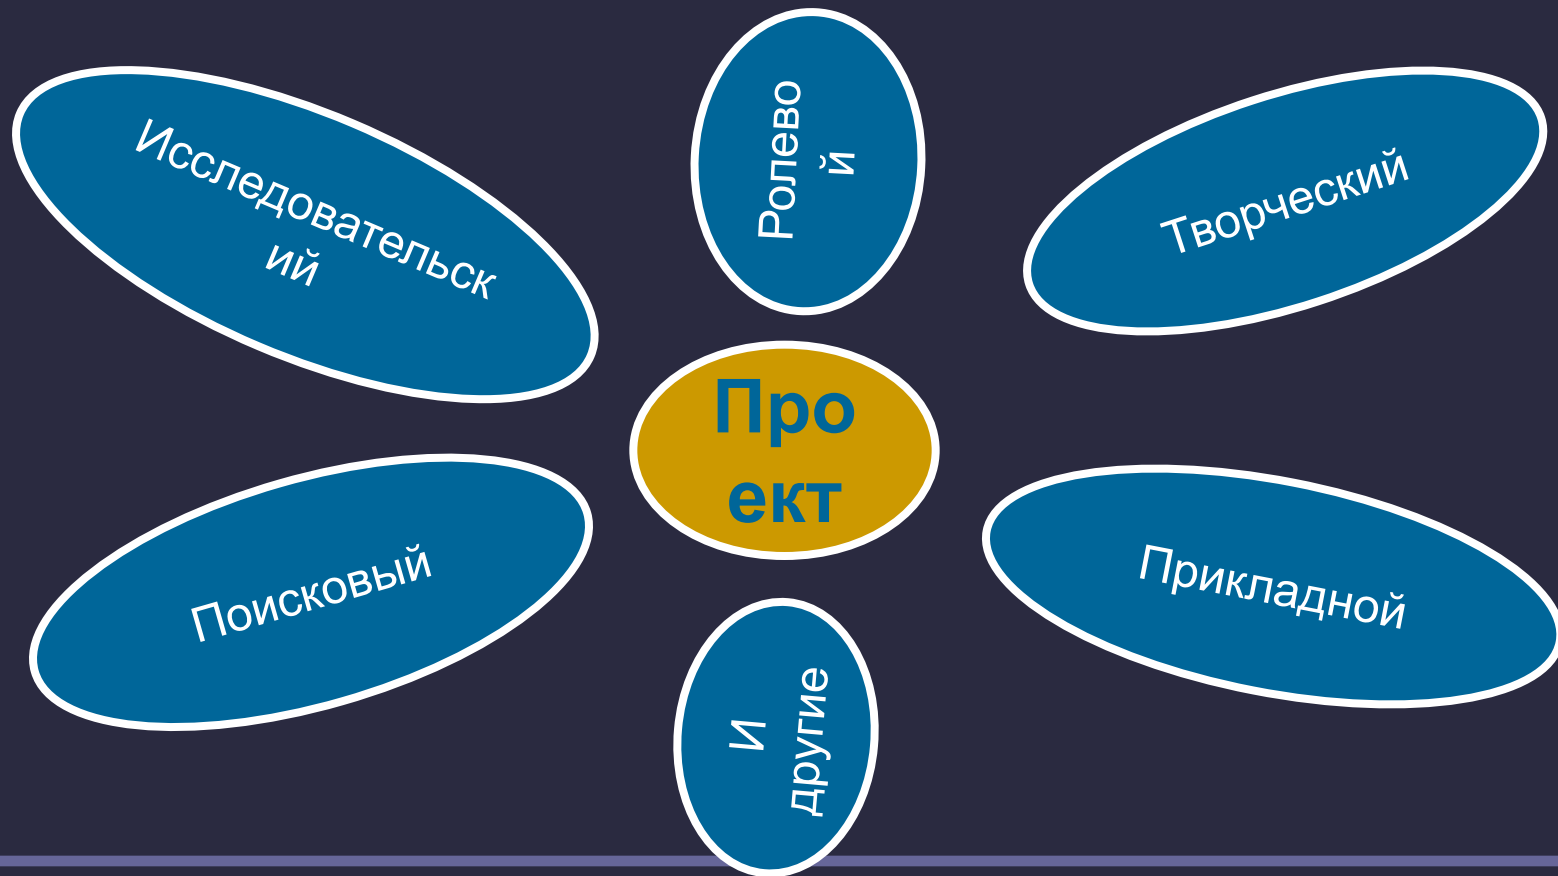 Ролево
й
Исследовательск
ий
Творческий
Про
ект
Поисковый
Прикладной
И
другие